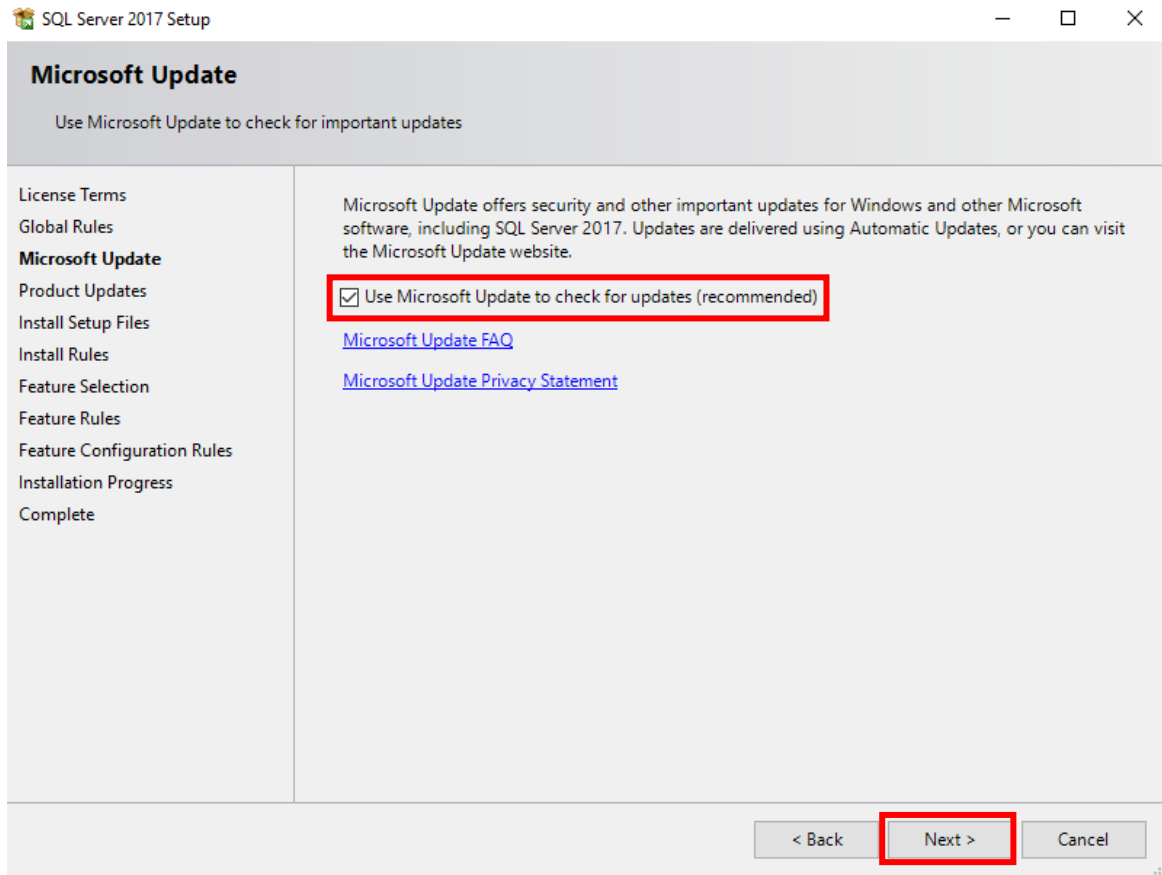 SQL Server 2017 Setup
Microsoft Update
Use Microsoft Update to check for important updates
License Terms
Global Rules
Microsoft Update
Product Updates
Install Setup Files
Install Rules
Feature Selection
Feature Rules
Feature Configuration Rules
Installation Progress
Complete
Microsoft Update offers security and other important updates for Windows and other Microsoft
software, including SQL Server 2017. Updates are delivered using Automatic Updates, or you can visit
the Microsoft Update website.
Use Microsoft Update to check for updates (recommended)
Microsoft Update FAQ
Microsoft Update Privacy Statement
< Back
Next >
Cancel